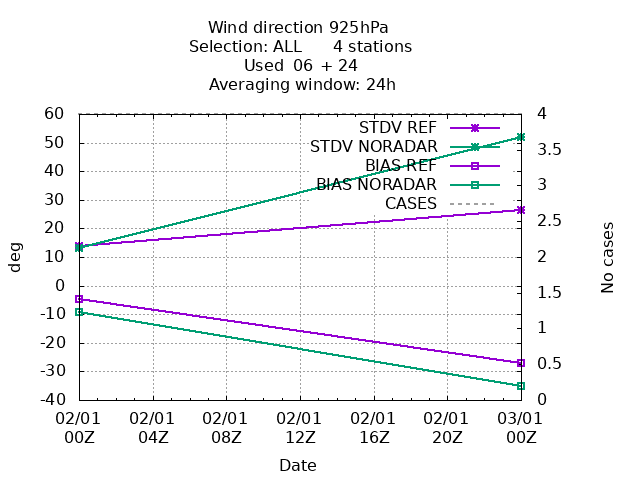 Wind direction 925hPa
Selection: ALL 4 stations
Used 06 + 24
Averaging window: 24h
60
50
40
30
20
10
0
-10
-20
-30
-40
deg
STDV REF
STDV NORADAR
BIAS REF
BIAS NORADAR
CASES
4
3.5
3
2.5
2
1.5
1
0.5
0
No cases
02/01 02/01 02/01 02/01 02/01 02/01 03/01
00Z 04Z 08Z 12Z 16Z 20Z 00Z
Date